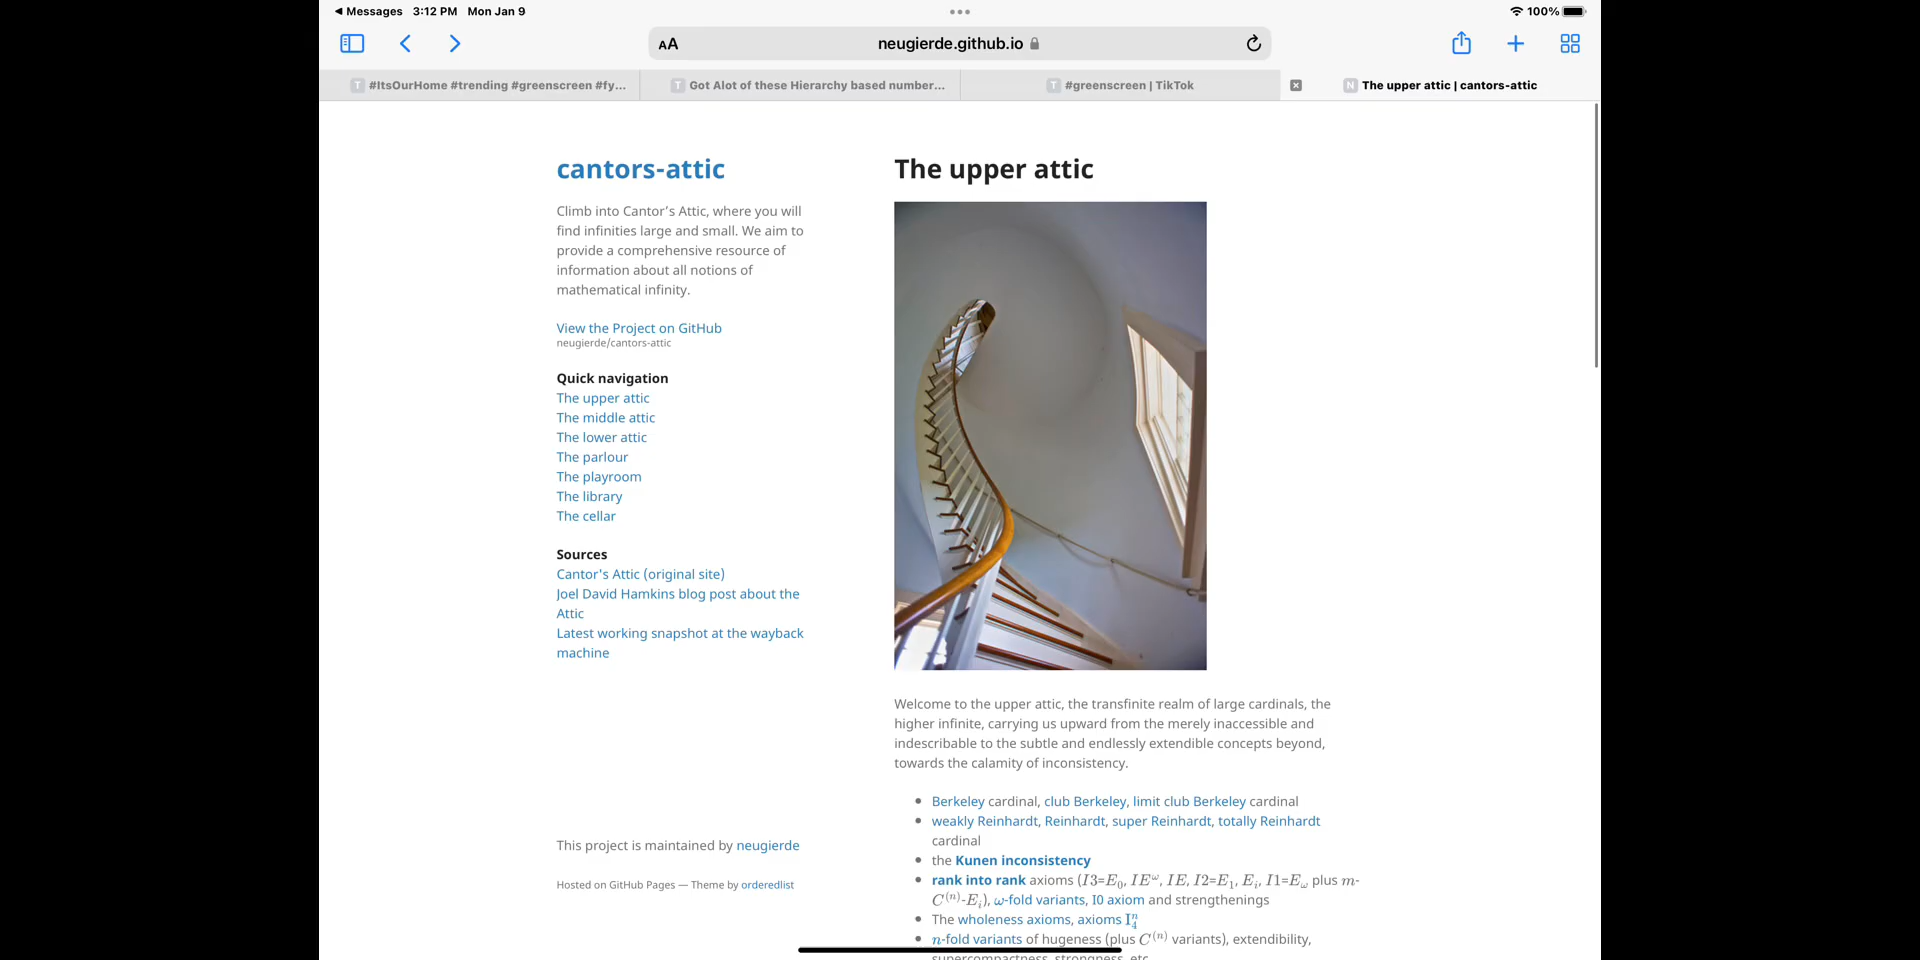 Messages 3:12 PM Mon Jan 9
100%
AA
neugierde.github.io
T #ItsOurHome #trending #greenscreen #fy...
T Got Alot of these Hierarchy based number...
T #greenscreen | TikTok
N The upper attic | cantors-attic
cantors-attic
Climb into Cantor's Attic, where you will
find infinities large and small. We aim to
provide a comprehensive resource of
information about all notions of
mathematical infinity.
View the Project on GitHub
neugierde/cantors-attic
Quick navigation
The upper attic
The middle attic
The lower attic
The parlour
The playroom
The library
The cellar
Sources
Cantor's Attic (original site)
Joel David Hamkins blog post about the
Attic
Latest working snapshot at the wayback
machine
This project is maintained by neugierde
Hosted on GitHub Pages — Theme by orderedlist
The upper attic
Welcome to the upper attic, the transfinite realm of large cardinals, the
higher infinite, carrying us upward from the merely inaccessible and
indescribable to the subtle and endlessly extendible concepts beyond,
towards the calamity of inconsistency.
Berkeley cardinal, club Berkeley, limit club Berkeley cardinal
weakly Reinhardt, Reinhardt, super Reinhardt, totally Reinhardt
cardinal
the Kunen inconsistency
rank into rank axioms (I3=E₀, IE^ω, IE, I2=E₁, Eᵢ, I1=E_ω plus m-
C⁽ⁿ⁾-Eᵢ), ω-fold variants, I0 axiom and strengthenings
The wholeness axioms, axioms I₄ⁿ
n-fold variants of hugeness (plus C⁽ⁿ⁾ variants), extendibility,
supercompactness, strongness, etc